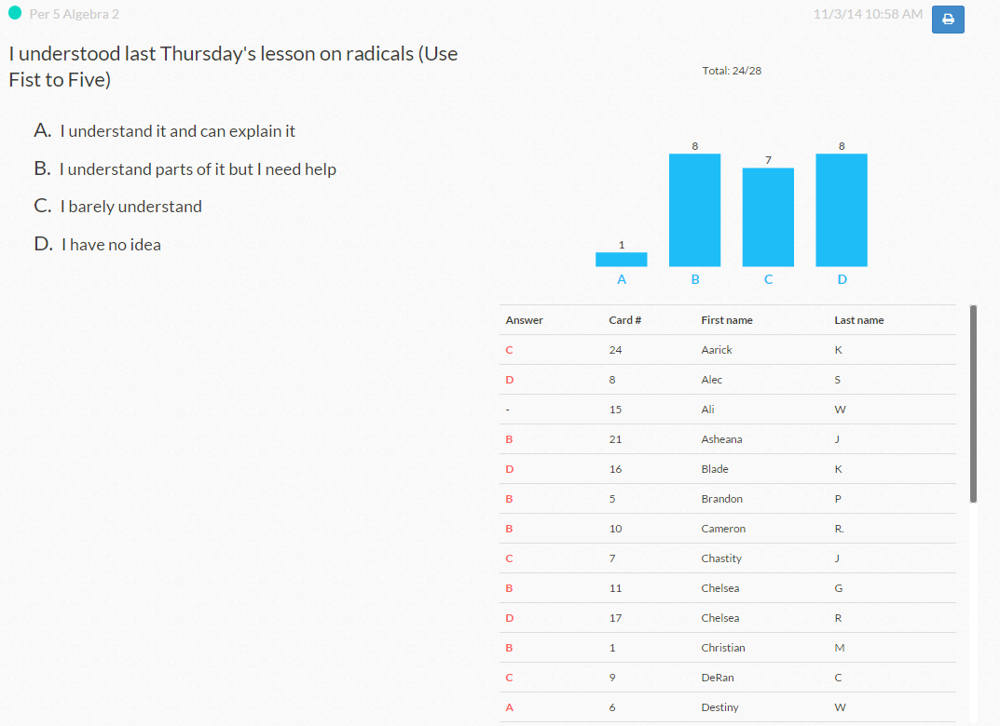 Per 5 Algebra 2
11/3/14 10:58 AM
I understood last Thursday's lesson on radicals (Use
Fist to Five)
A. I understand it and can explain it
B. I understand parts of it but I need help
C. I barely understand
D. I have no idea
Total: 24/28
1
8
7
8
A B C D
Answer Card # First name Last name
C 24 Aarick K
D 8 Alec S
- 15 Ali W
B 21 Asheana J
D 16 Blade K
B 5 Brandon P
B 10 Cameron R.
C 7 Chastity J
B 11 Chelsea G
D 17 Chelsea R
B 1 Christian M
C 9 DeRan C
A 6 Destiny W